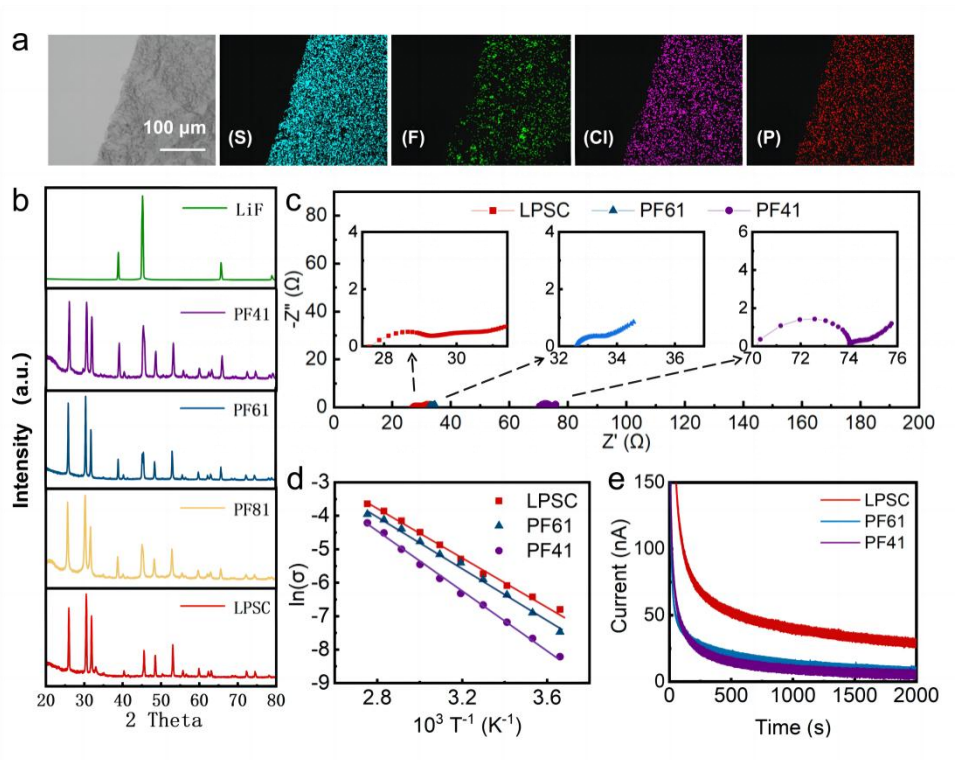 a
100 μm
(S)
(F)
(Cl)
(P)
b
LiF
PF41
PF61
PF81
LPSC
Intensity (a.u.)
20 30 40 50 60 70 80
2 Theta
c
LPSC PF61 PF41
-Z" (Ω)
80
70
60
50
40
30
20
10
0
4
2
0
28 30
4
2
0
32 34 36
6
4
2
0
70 72 74 76
0 20 40 60 80 100 120 140 160 180 200
Z' (Ω)
d
LPSC
PF61
PF41
ln(σ)
-3
-4
-5
-6
-7
-8
-9
2.8 3.2 3.6
10³ T⁻¹ (K⁻¹)
e
LPSC
PF61
PF41
Current (nA)
150
100
50
0
0 500 1000 1500 2000
Time (s)